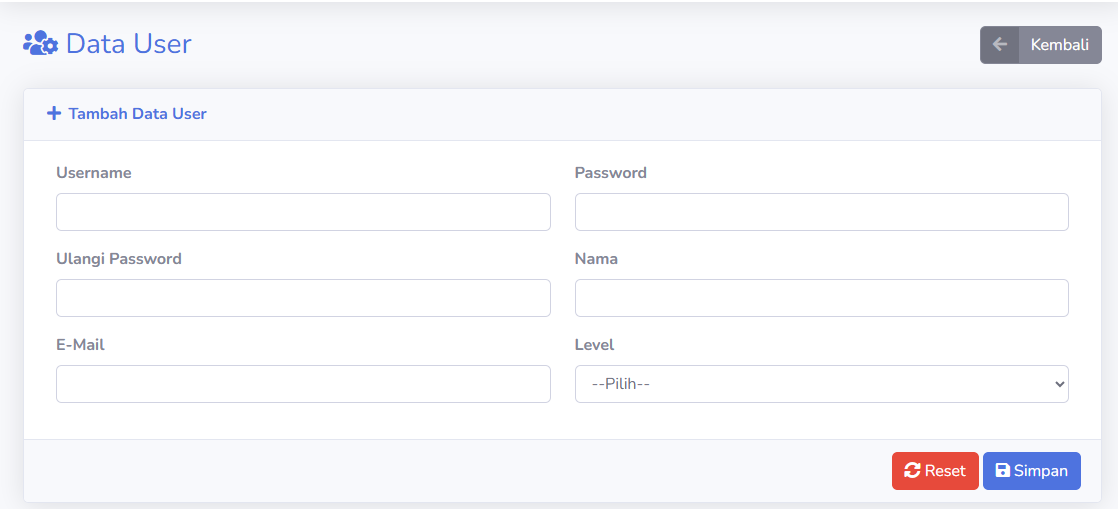 Data User
Kembali
Tambah Data User
Username
Password
Ulangi Password
Nama
E-Mail
Level
--Pilih--
Reset
Simpan